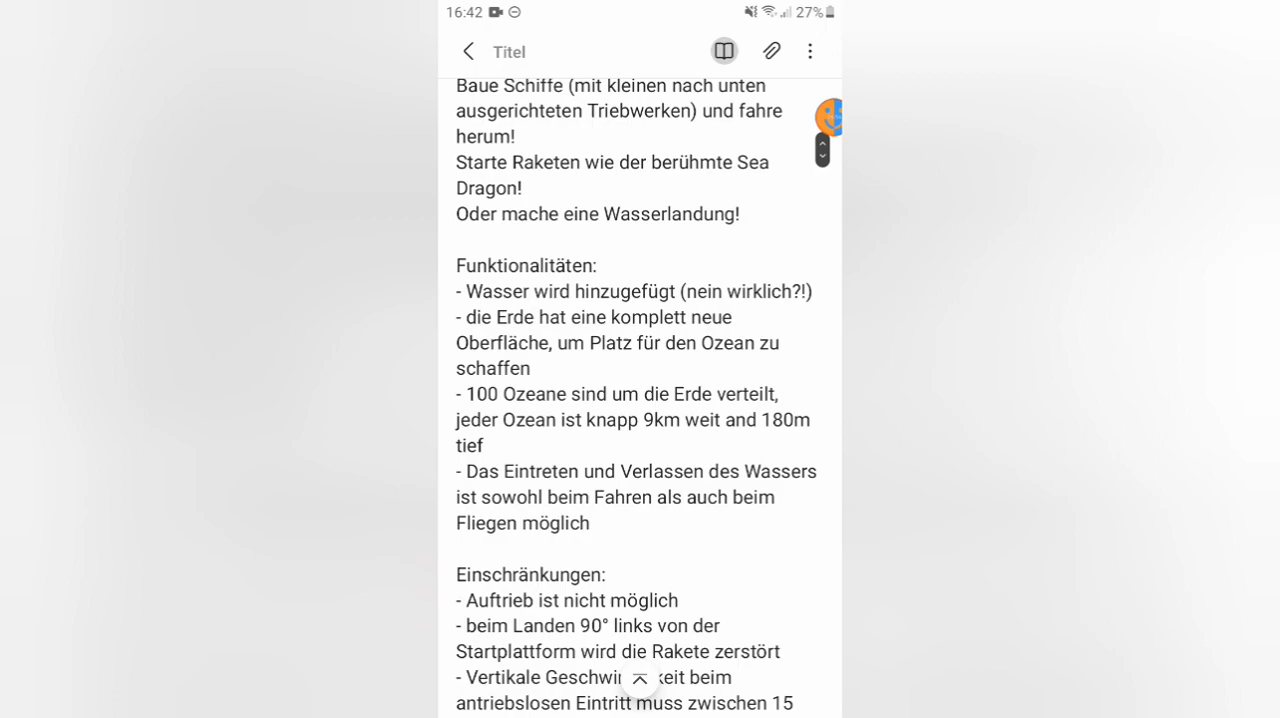 16:42
27%
Titel
Baue Schiffe (mit kleinen nach unten
ausgerichteten Triebwerken) und fahre
herum!
Starte Raketen wie der berühmte Sea
Dragon!
Oder mache eine Wasserlandung!
Funktionalitäten:
- Wasser wird hinzugefügt (nein wirklich?!)
- die Erde hat eine komplett neue
Oberfläche, um Platz für den Ozean zu
schaffen
- 100 Ozeane sind um die Erde verteilt,
jeder Ozean ist knapp 9km weit and 180m
tief
- Das Eintreten und Verlassen des Wassers
ist sowohl beim Fahren als auch beim
Fliegen möglich
Einschränkungen:
- Auftrieb ist nicht möglich
- beim Landen 90° links von der
Startplattform wird die Rakete zerstört
- Vertikale beim
antriebslosen Eintritt muss zwischen 15